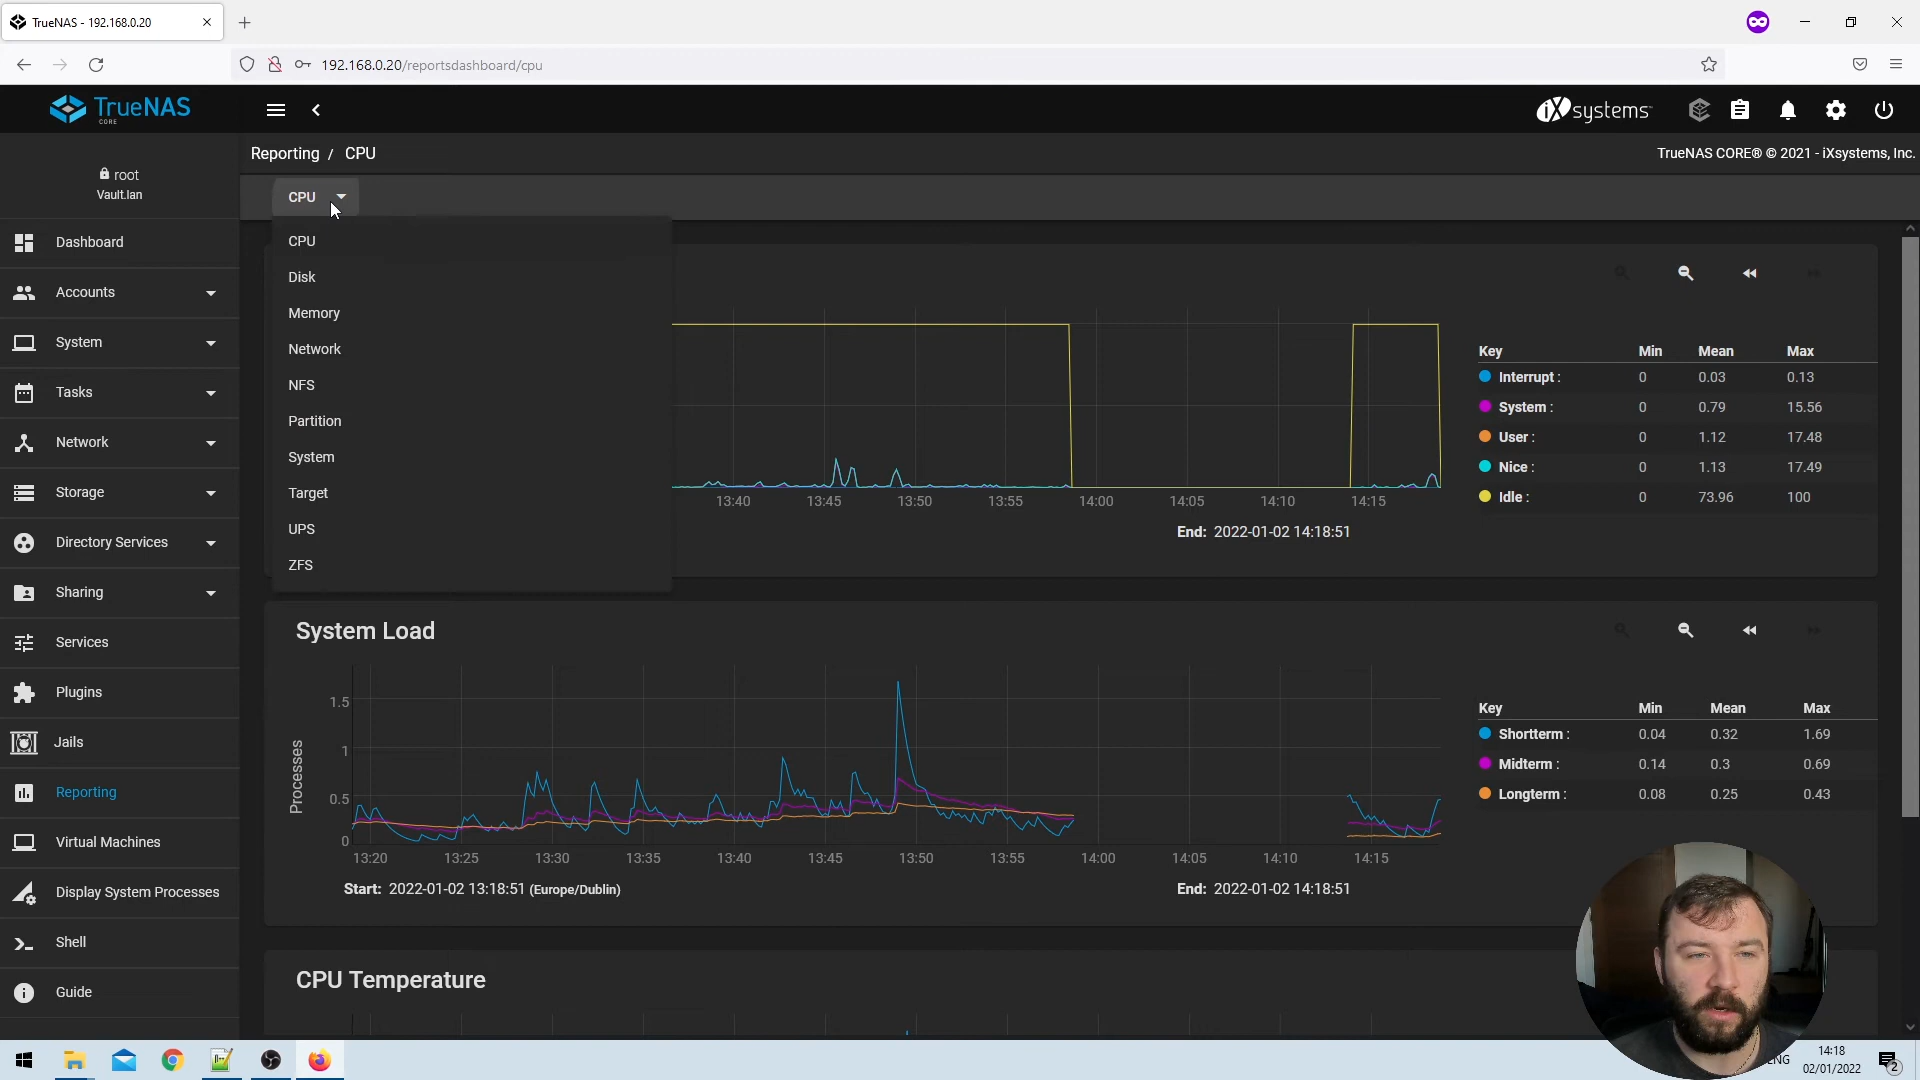 TrueNAS - 192.168.0.20
192.168.0.20/reportsdashboard/cpu
TrueNAS
CORE
iXsystems
root
Vault.lan
Reporting / CPU
TrueNAS CORE® © 2021 - iXsystems, Inc.
CPU
CPU
Disk
Memory
Network
NFS
Partition
System
Target
UPS
ZFS
Dashboard
Accounts
System
Tasks
Network
Storage
Directory Services
Sharing
Services
Plugins
Jails
Reporting
Virtual Machines
Display System Processes
Shell
Guide
13:40 13:45 13:50 13:55 14:00 14:05 14:10 14:15
End: 2022-01-02 14:18:51
Key Min Mean Max
Interrupt : 0 0.03 0.13
System : 0 0.79 15.56
User : 0 1.12 17.48
Nice : 0 1.13 17.49
Idle : 0 73.96 100
System Load
Processes
1.5
1
0.5
0
13:20 13:25 13:30 13:35 13:40 13:45 13:50 13:55 14:00 14:05 14:10 14:15
Start: 2022-01-02 13:18:51 (Europe/Dublin)
End: 2022-01-02 14:18:51
Key Min Mean Max
Shortterm : 0.04 0.32 1.69
Midterm : 0.14 0.3 0.69
Longterm : 0.08 0.25 0.43
CPU Temperature
ENG
14:18
02/01/2022
2